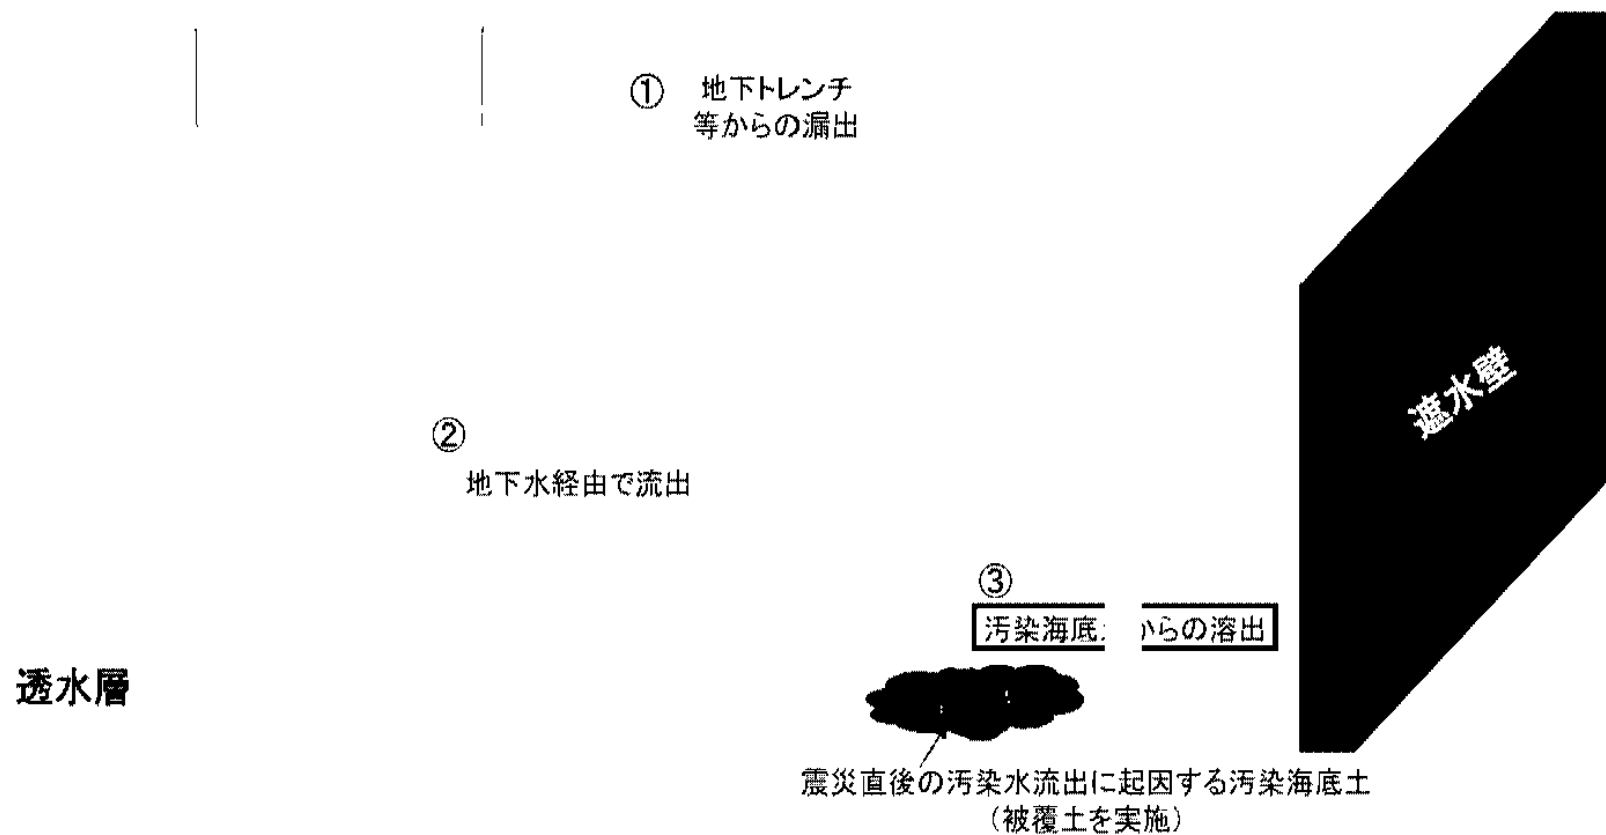 ① 地下トレンチ
等からの漏出
遮水壁
②
地下水経由で流出
③
汚染海底 からの溶出
透水層
震災直後の汚染水流出に起因する汚染海底土
(被覆土を実施)